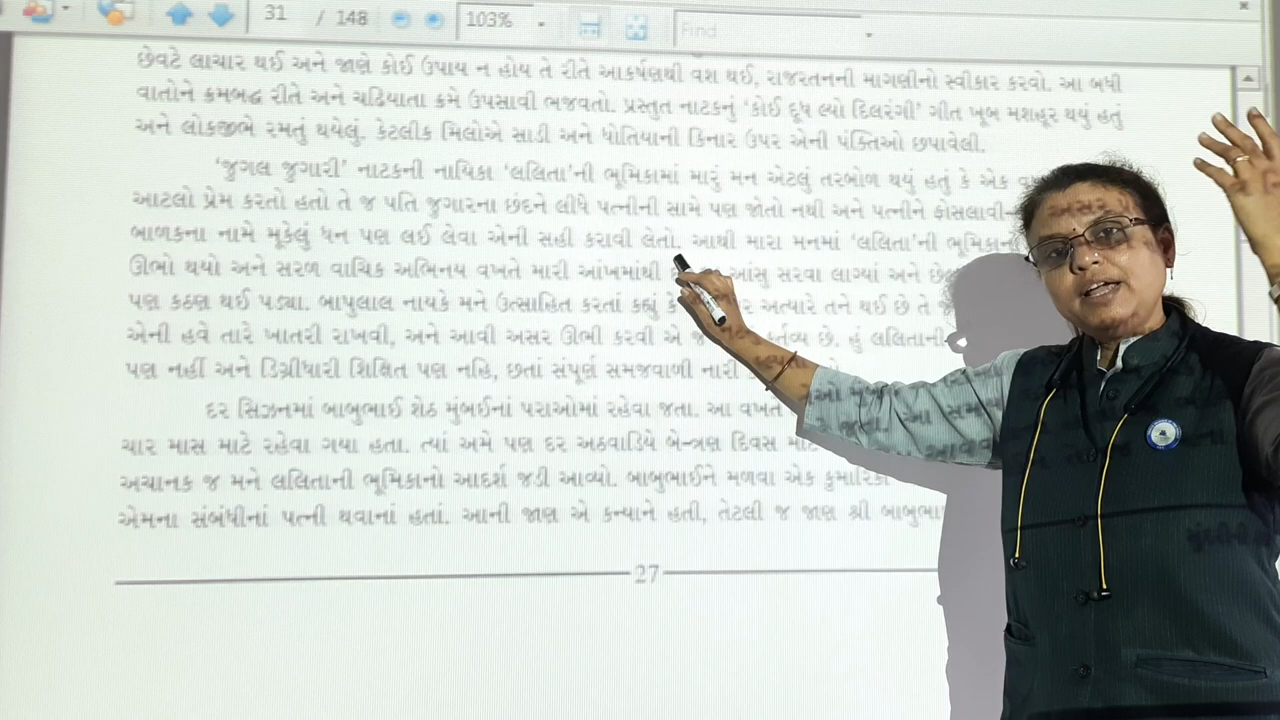 31 / 148 103% Find
છેવટે લાચાર થઈ અને જાણે કોઈ ઉપાય ન હોય તે રીતે આકર્ષણથી વશ થઈ, રાજરતનની માગણીનો સ્વીકાર કરવો. આ બધી
વાતોને ક્રમબદ્ધ રીતે અને ચઢિયાતા ક્રમે ઉપસાવી ભજવતો. પ્રસ્તુત નાટકનું 'કોઈ દૂધ લ્યો દિલરંગી' ગીત ખૂબ મશહૂર થયું હતું
અને લોકજીભે રમતું થયેલું. કેટલીક મિલોએ સાડી અને ધોતિયાની કિનાર ઉપર એની પંક્તિઓ છપાવેલી.
'જુગલ જુગારી' નાટકની નાયિકા 'લલિતા'ની ભૂમિકામાં મારું મન એટલું તરબોળ થયું હતું કે એક
આટલો પ્રેમ કરતો હતો તે જ પતિ જુગારના છંદને લીધે પત્નીની સામે પણ જોતો નથી અને પત્નીને ફોસલાવી-
બાળકના નામે મૂકેલું ધન પણ લઈ લેવા એની સહી કરાવી લેતો. આથી મારા મનમાં 'લલિતા'ની
ઊભો થયો અને સરળ વાચિક અભિનય વખતે મારી આંખમાંથી આંસુ સરવા લાગ્યાં અને
પણ કઠણ થઈ પડ્યા. બાપુલાલ નાયકે મને ઉત્સાહિત કરતાં કહ્યું કે અત્યારે તને થઈ છે તે
એની હવે તારે ખાતરી રાખવી, અને આવી અસર ઊભી કરવી એ કર્તવ્ય છે. હું લલિતાની
પણ નહીં અને ડિગ્રીધારી શિક્ષિત પણ નહિ, છતાં સંપૂર્ણ સમજવાળી નારી
દર સિઝનમાં બાબુભાઈ શેઠ મુંબઈનાં પરાઓમાં રહેવા જતા. આ વખતે
ચાર માસ માટે રહેવા ગયા હતા. ત્યાં અમે પણ દર અઠવાડિયે બે-ત્રણ દિવસ માટે
અચાનક જ મને લલિતાની ભૂમિકાનો આદર્શ જડી આવ્યો. બાબુભાઈને મળવા એક કુમારિકા
એમના સંબંધીનાં પત્ની થવાનાં હતાં. આની જાણ એ કન્યાને હતી, તેટલી જ જાણ શ્રી
27